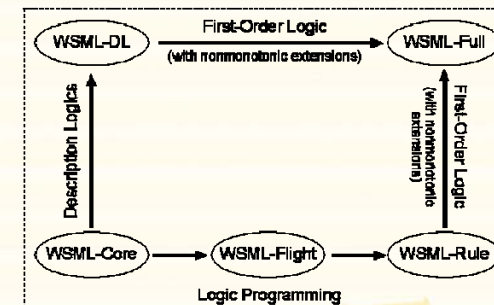 First-Order Logic
WSML-DL
WSML-Full
(with nonmonotonic extensions)
Description Logics
First-Order Logic
(with nonmonotonic
extensions)
WSML-Core
WSML-Flight
WSML-Rule
Logic Programming